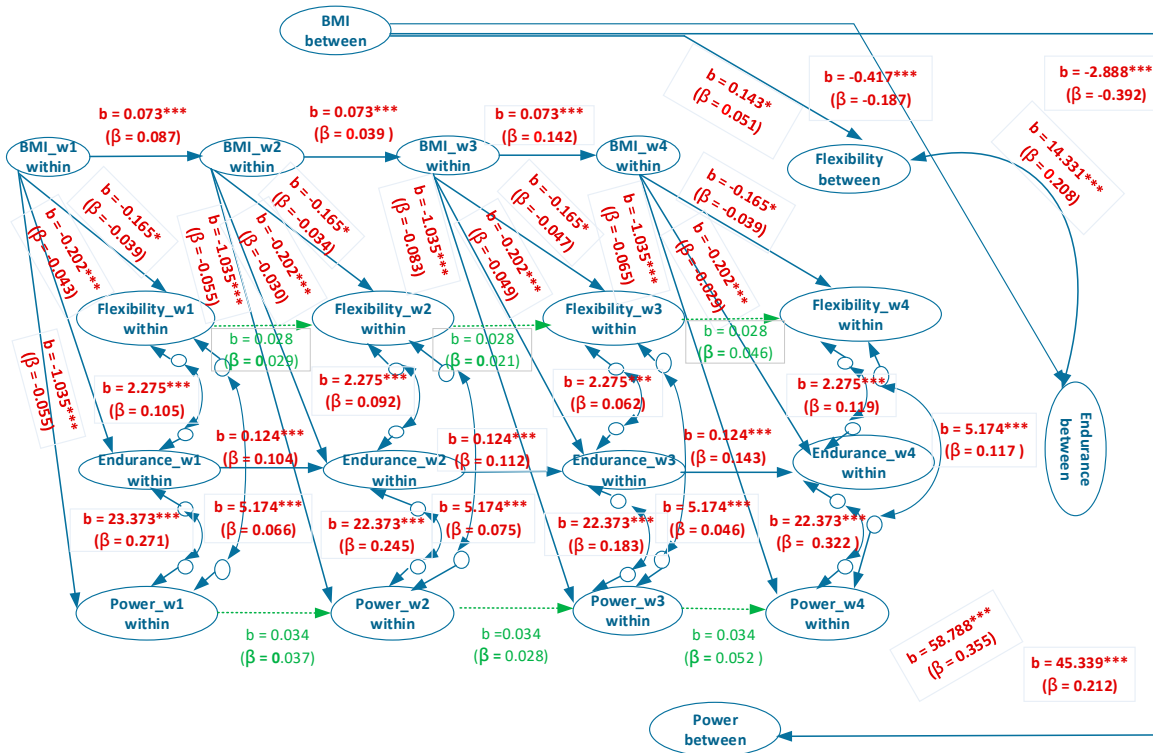 BMI
between
b = 0.143*
(β = 0.051)
b = -0.417***
(β = -0.187)
b = -2.888***
(β = -0.392)
b = 0.073***
(β = 0.087)
b = 0.073***
(β = 0.039 )
b = 0.073***
(β = 0.142)
b = 14.331***
(β = 0.208)
BMI_w1
within
BMI_w2
within
BMI_w3
within
BMI_w4
within
Flexibility
between
b = -0.165*
(β = -0.039)
b = -0.202***
(β = -0.043)
b = -1.035***
(β = -0.055)
b = -0.165*
(β = -0.034)
b = -0.202***
(β = -0.030)
b = -1.035***
(β = -0.083)
b = -0.165*
(β = -0.047)
b = -0.202***
(β = -0.049)
b = -1.035***
(β = -0.065)
b = -0.165*
(β = -0.039)
b = -0.202***
(β = -0.029)
Flexibility_w1
within
Flexibility_w2
within
Flexibility_w3
within
Flexibility_w4
within
b = 0.028
(β = 0.029)
b = 0.028
(β = 0.021)
b = 0.028
(β = 0.046)
b = -1.035***
(β = -0.055)
b = 2.275***
(β = 0.105)
b = 2.275***
(β = 0.092)
b = 2.275***
(β = 0.062)
b = 2.275***
(β = 0.119)
b = 5.174***
(β = 0.117 )
Endurance
between
b = 0.124***
(β = 0.104)
b = 0.124***
(β = 0.112)
b = 0.124***
(β = 0.143)
Endurance_w1
within
Endurance_w2
within
Endurance_w3
within
Endurance_w4
within
b = 23.373***
(β = 0.271)
b = 5.174***
(β = 0.066)
b = 22.373***
(β = 0.245)
b = 5.174***
(β = 0.075)
b = 22.373***
(β = 0.183)
b = 5.174***
(β = 0.046)
b = 22.373***
(β = 0.322 )
Power_w1
within
Power_w2
within
Power_w3
within
Power_w4
within
b = 0.034
(β = 0.037)
b =0.034
(β = 0.028)
b = 0.034
(β = 0.052 )
b = 58.788***
(β = 0.355)
b = 45.339***
(β = 0.212)
Power
between